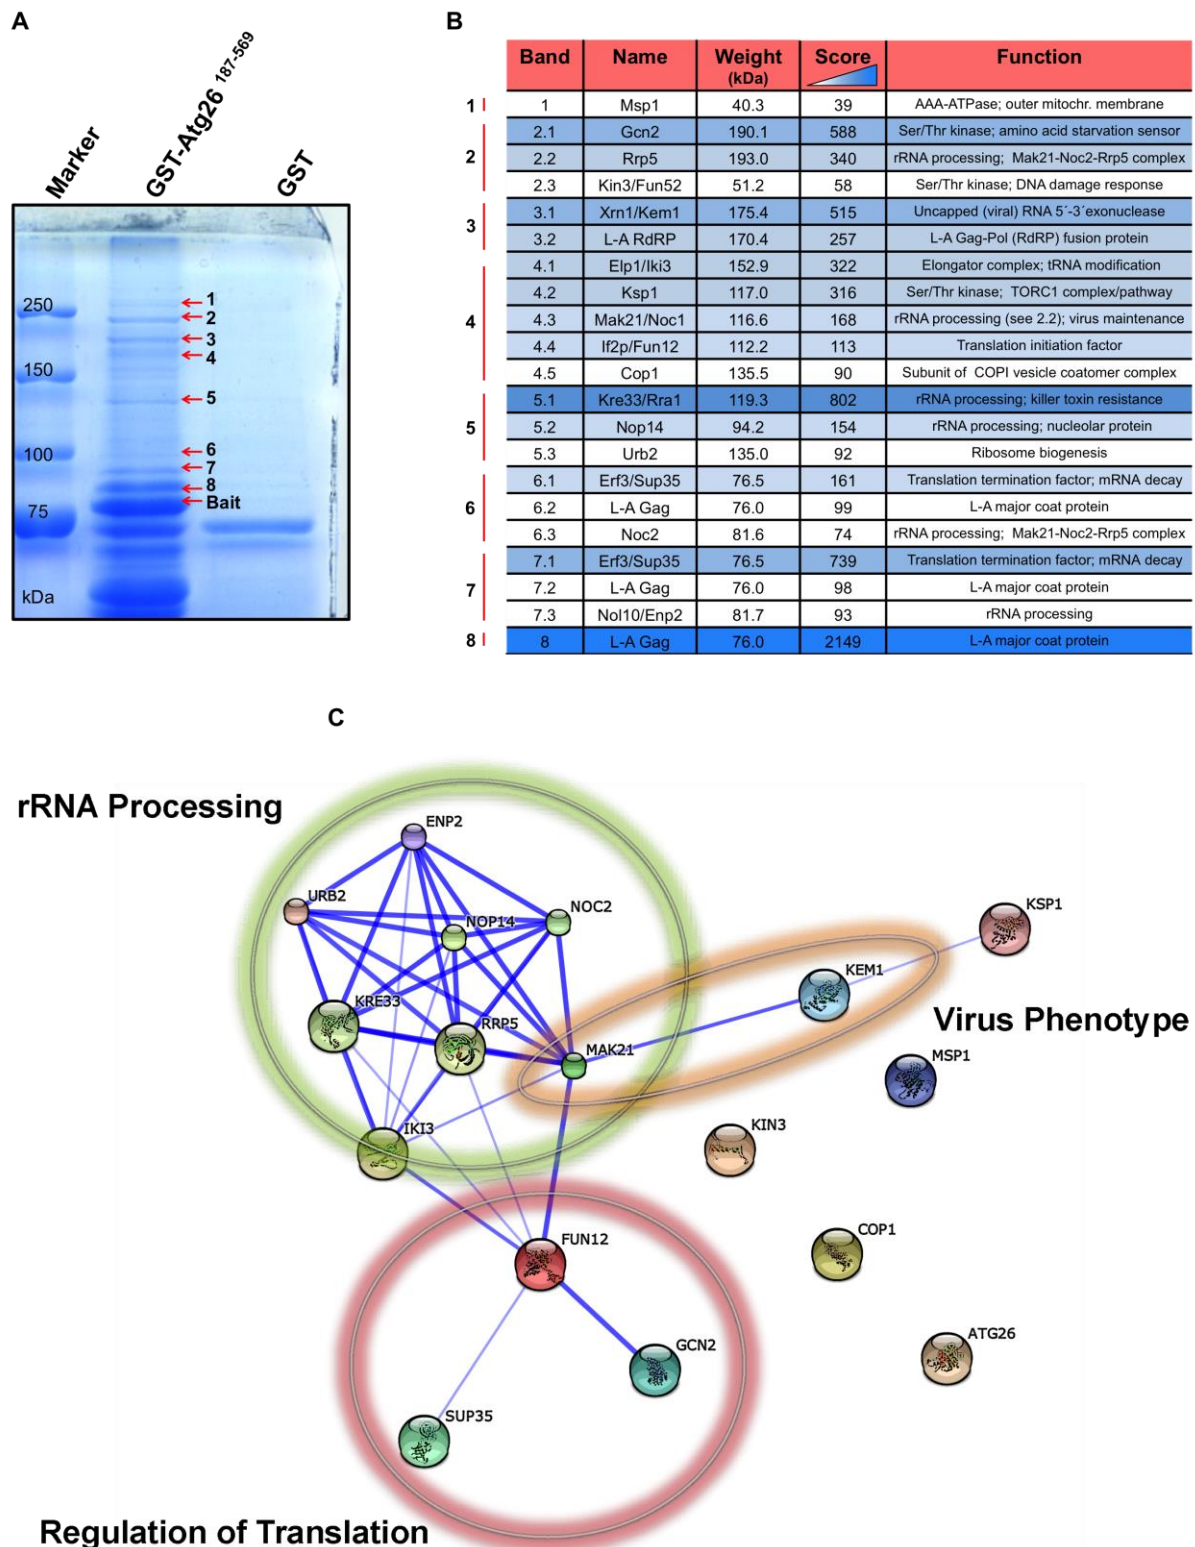 A
Marker
GST-Atg26 187-569
GST
250
150
100
75
kDa
1
2
3
4
5
6
7
8
Bait
B
Band Name Weight (kDa) Score Function
1 1 Msp1 40.3 39 AAA-ATPase; outer mitochr. membrane
2.1 Gcn2 190.1 588 Ser/Thr kinase; amino acid starvation sensor
2 2.2 Rrp5 193.0 340 rRNA processing; Mak21-Noc2-Rrp5 complex
2.3 Kin3/Fun52 51.2 58 Ser/Thr kinase; DNA damage response
3 3.1 Xrn1/Kem1 175.4 515 Uncapped (viral) RNA 5´-3´exonuclease
3.2 L-A RdRP 170.4 257 L-A Gag-Pol (RdRP) fusion protein
4.1 Elp1/Iki3 152.9 322 Elongator complex; tRNA modification
4.2 Ksp1 117.0 316 Ser/Thr kinase; TORC1 complex/pathway
4 4.3 Mak21/Noc1 116.6 168 rRNA processing (see 2.2); virus maintenance
4.4 If2p/Fun12 112.2 113 Translation initiation factor
4.5 Cop1 135.5 90 Subunit of COPI vesicle coatomer complex
5.1 Kre33/Rra1 119.3 802 rRNA processing; killer toxin resistance
5 5.2 Nop14 94.2 154 rRNA processing; nucleolar protein
5.3 Urb2 135.0 92 Ribosome biogenesis
6.1 Erf3/Sup35 76.5 161 Translation termination factor; mRNA decay
6 6.2 L-A Gag 76.0 99 L-A major coat protein
6.3 Noc2 81.6 74 rRNA processing; Mak21-Noc2-Rrp5 complex
7.1 Erf3/Sup35 76.5 739 Translation termination factor; mRNA decay
7 7.2 L-A Gag 76.0 98 L-A major coat protein
7.3 Nol10/Enp2 81.7 93 rRNA processing
8 8 L-A Gag 76.0 2149 L-A major coat protein
C
rRNA Processing
ENP2
URB2
NOP14
NOC2
KSP1
KEM1
KRE33
RRP5
Virus Phenotype
MAK21
MSP1
IKI3
KIN3
COP1
FUN12
GCN2
ATG26
SUP35
Regulation of Translation